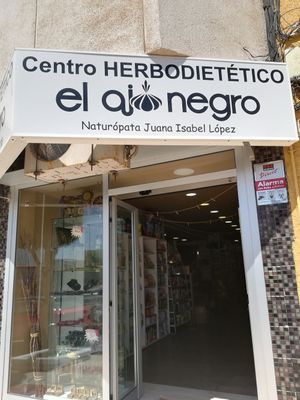 Centro HERBODIETÉTICO
el ajo negro
Naturópata Juana Isabel López
Alarma